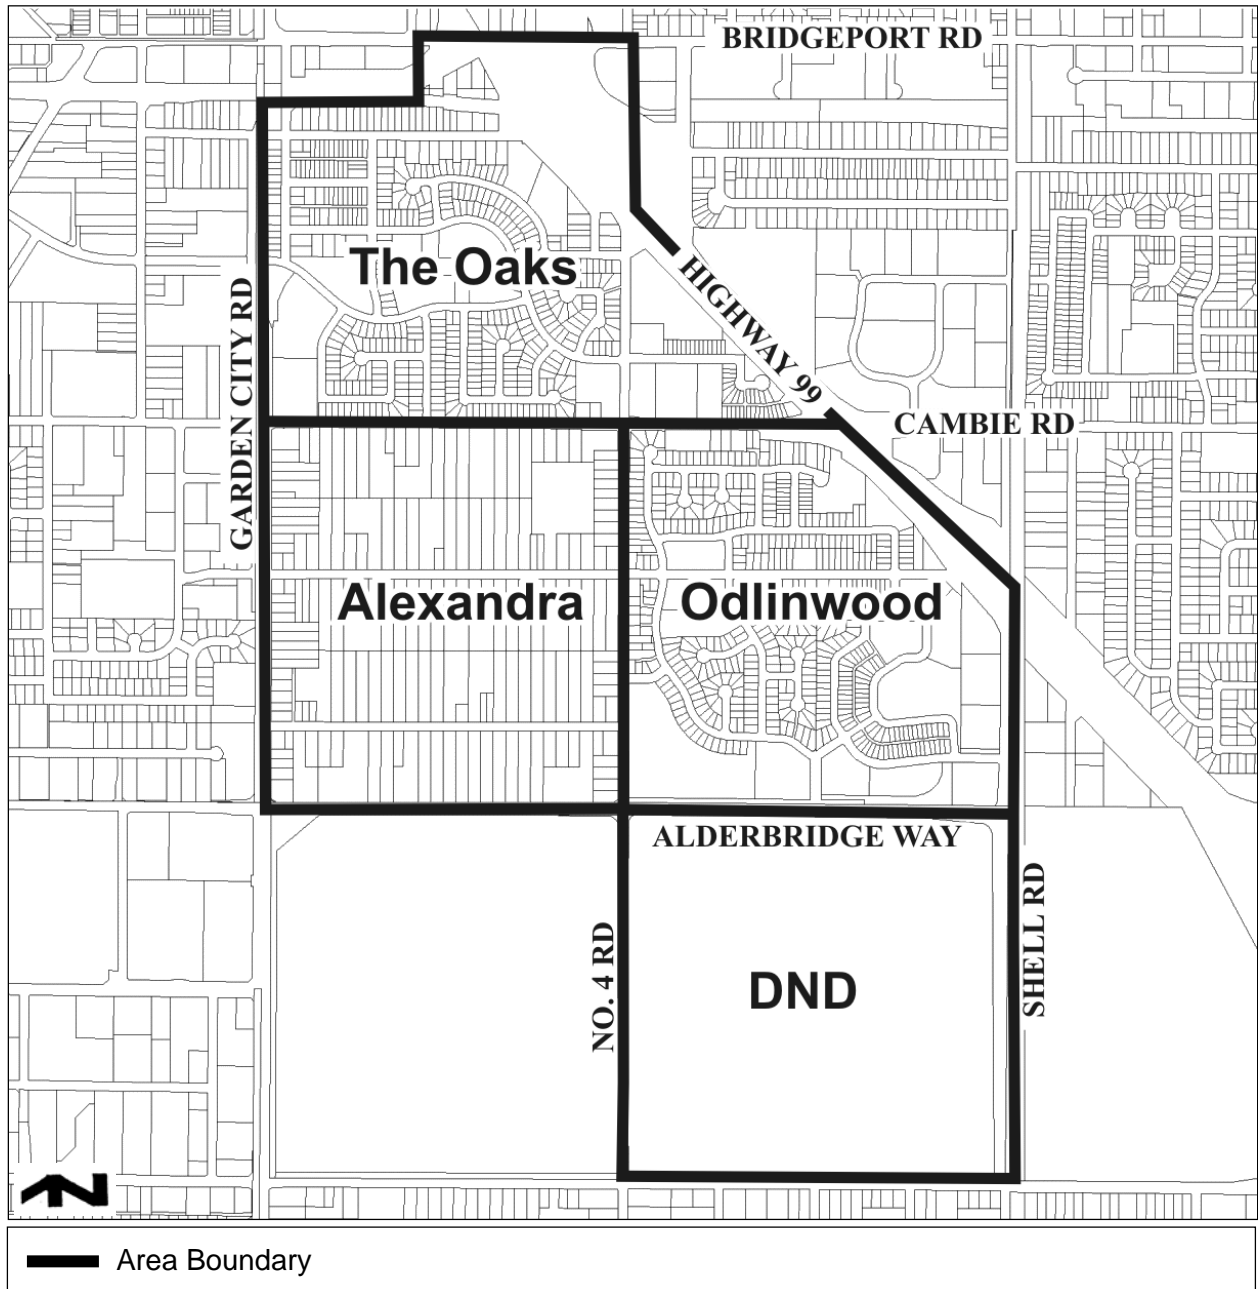 BRIDGEPORT RD
The Oaks
HIGHWAY 99
GARDEN CITY RD
CAMBIE RD
Alexandra
Odlinwood
ALDERBRIDGE WAY
NO. 4 RD
DND
SHELL RD
N
Area Boundary